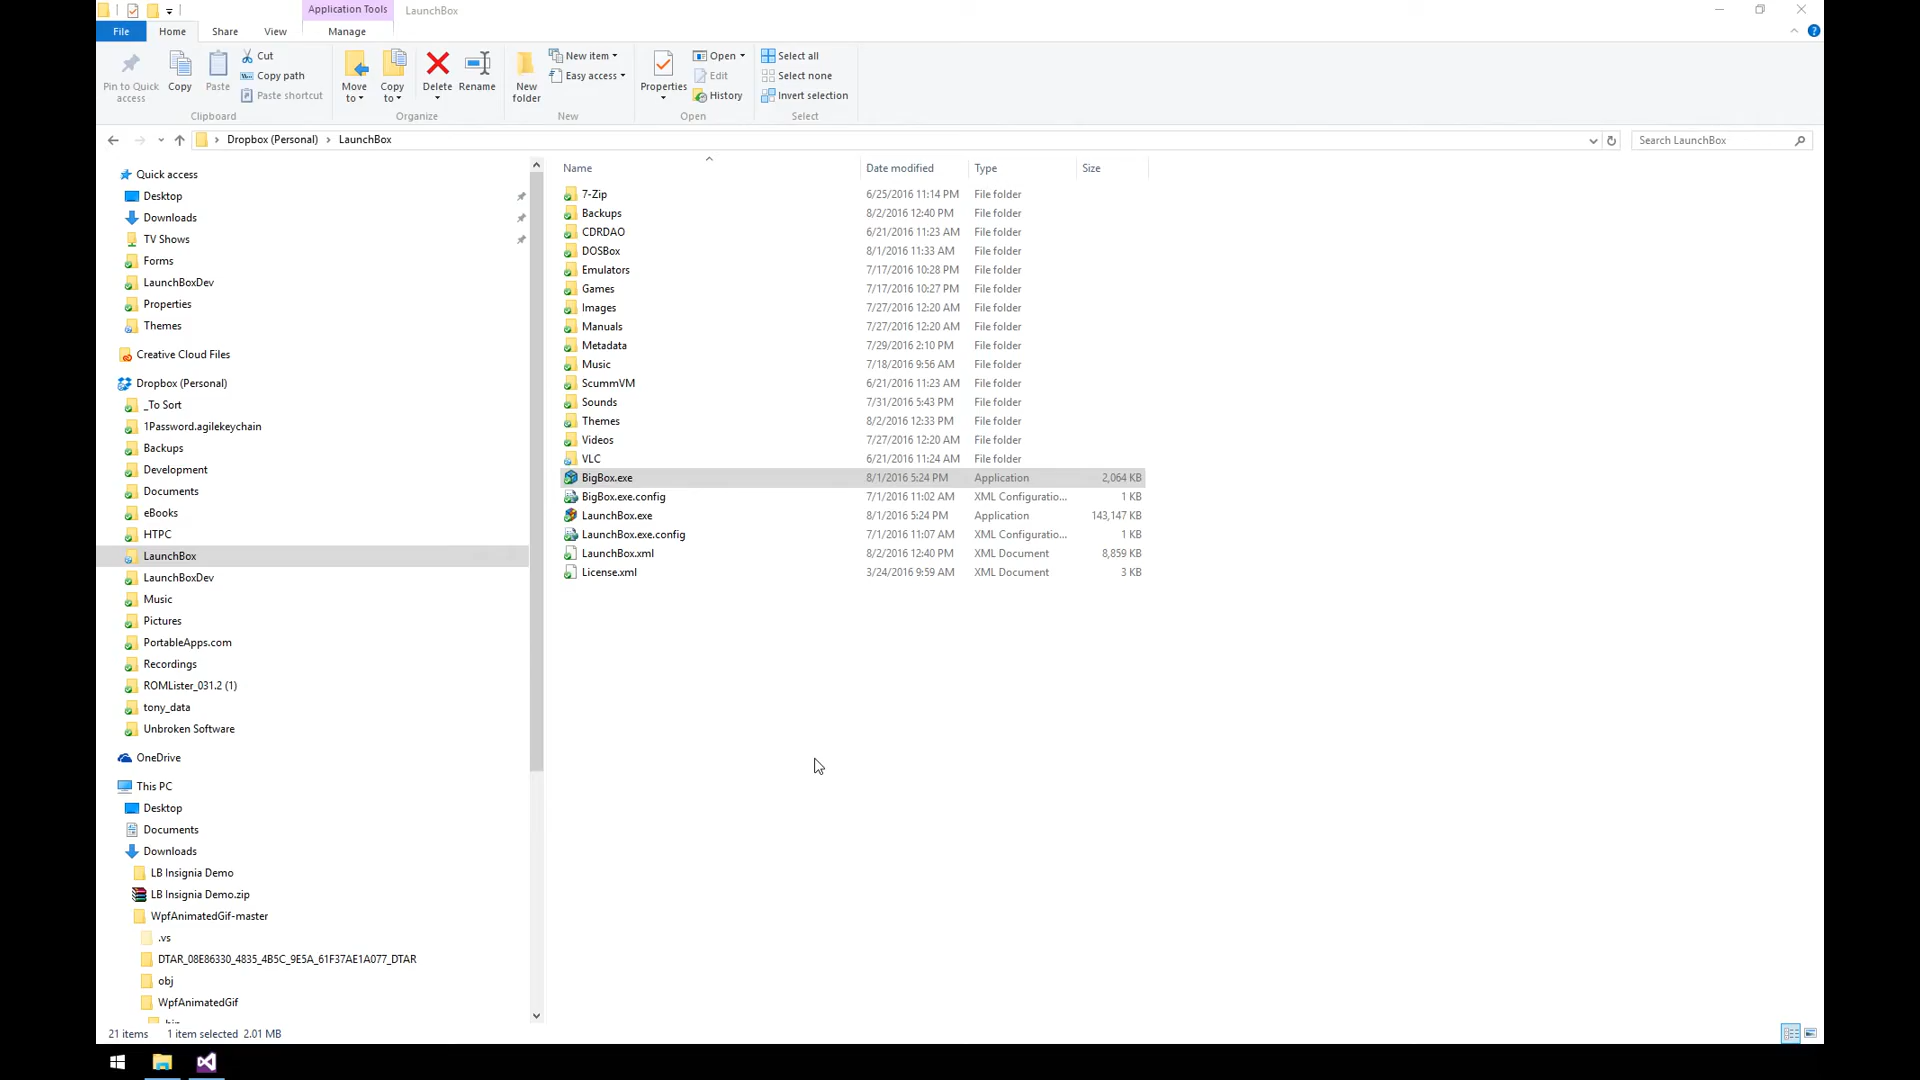 Application Tools
LaunchBox
File
Home
Share
View
Manage
Pin to Quick access
Copy
Paste
Cut
Copy path
Paste shortcut
Clipboard
Move to
Copy to
Delete
Rename
Organize
New folder
New item
Easy access
New
Properties
Open
Edit
History
Open
Select all
Select none
Invert selection
Select
Dropbox (Personal)
LaunchBox
Search LaunchBox
Quick access
Desktop
Downloads
TV Shows
Forms
LaunchBoxDev
Properties
Themes
Creative Cloud Files
Dropbox (Personal)
_To Sort
1Password.agilekeychain
Backups
Development
Documents
eBooks
HTPC
LaunchBox
LaunchBoxDev
Music
Pictures
PortableApps.com
Recordings
ROMLister_031.2 (1)
tony_data
Unbroken Software
OneDrive
This PC
Desktop
Documents
Downloads
LB Insignia Demo
LB Insignia Demo.zip
WpfAnimatedGif-master
.vs
DTAR_08E86330_4835_4B5C_9E5A_61F37AE1A077_DTAR
obj
WpfAnimatedGif
Name Date modified Type Size
7-Zip 6/25/2016 11:14 PM File folder
Backups 8/2/2016 12:40 PM File folder
CDRDAO 6/21/2016 11:23 AM File folder
DOSBox 8/1/2016 11:33 AM File folder
Emulators 7/17/2016 10:28 PM File folder
Games 7/17/2016 10:27 PM File folder
Images 7/27/2016 12:20 AM File folder
Manuals 7/27/2016 12:20 AM File folder
Metadata 7/29/2016 2:10 PM File folder
Music 7/18/2016 9:56 AM File folder
ScummVM 6/21/2016 11:23 AM File folder
Sounds 7/31/2016 5:43 PM File folder
Themes 8/2/2016 12:33 PM File folder
Videos 7/27/2016 12:20 AM File folder
VLC 6/21/2016 11:24 AM File folder
BigBox.exe 8/1/2016 5:24 PM Application 2,064 KB
BigBox.exe.config 7/1/2016 11:02 AM XML Configuratio... 1 KB
LaunchBox.exe 8/1/2016 5:24 PM Application 143,147 KB
LaunchBox.exe.config 7/1/2016 11:07 AM XML Configuratio... 1 KB
LaunchBox.xml 8/2/2016 12:40 PM XML Document 8,859 KB
License.xml 3/24/2016 9:59 AM XML Document 3 KB
21 items 1 item selected 2.01 MB